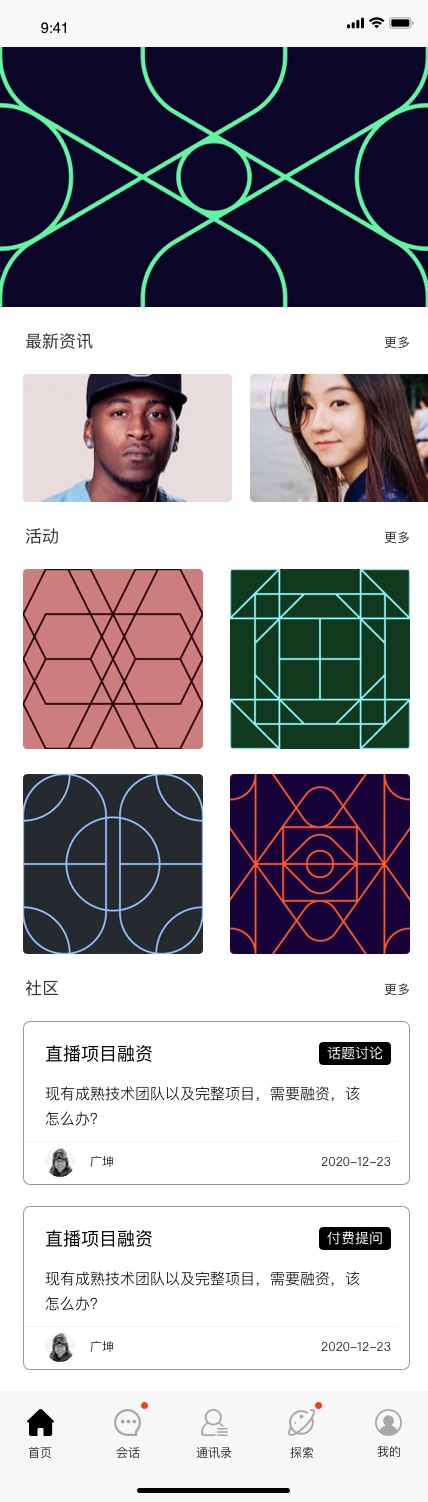 9:41
最新资讯
更多
活动
更多
社区
更多
直播项目融资
话题讨论
现有成熟技术团队以及完整项目，需要融资，该
怎么办？
广坤
2020-12-23
直播项目融资
付费提问
现有成熟技术团队以及完整项目，需要融资，该
怎么办？
广坤
2020-12-23
首页
会话
通讯录
探索
我的